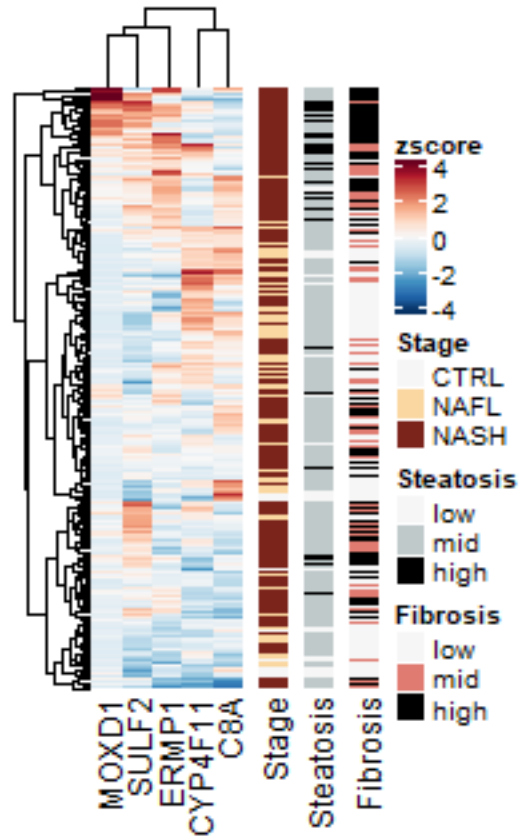 zscore
4
2
0
-2
-4
Stage
CTRL
NAFL
NASH
Steatosis
low
mid
high
Fibrosis
low
mid
high
MOXD1
SULF2
ERMP1
CYP4F11
C8A
Stage
Steatosis
Fibrosis